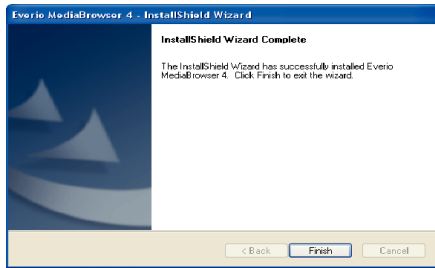 Everio MediaBrowser 4 - InstallShield Wizard
InstallShield Wizard Complete
The InstallShield Wizard has successfully installed Everio
MediaBrowser 4. Click Finish to exit the wizard.
< Back
Finish
Cancel